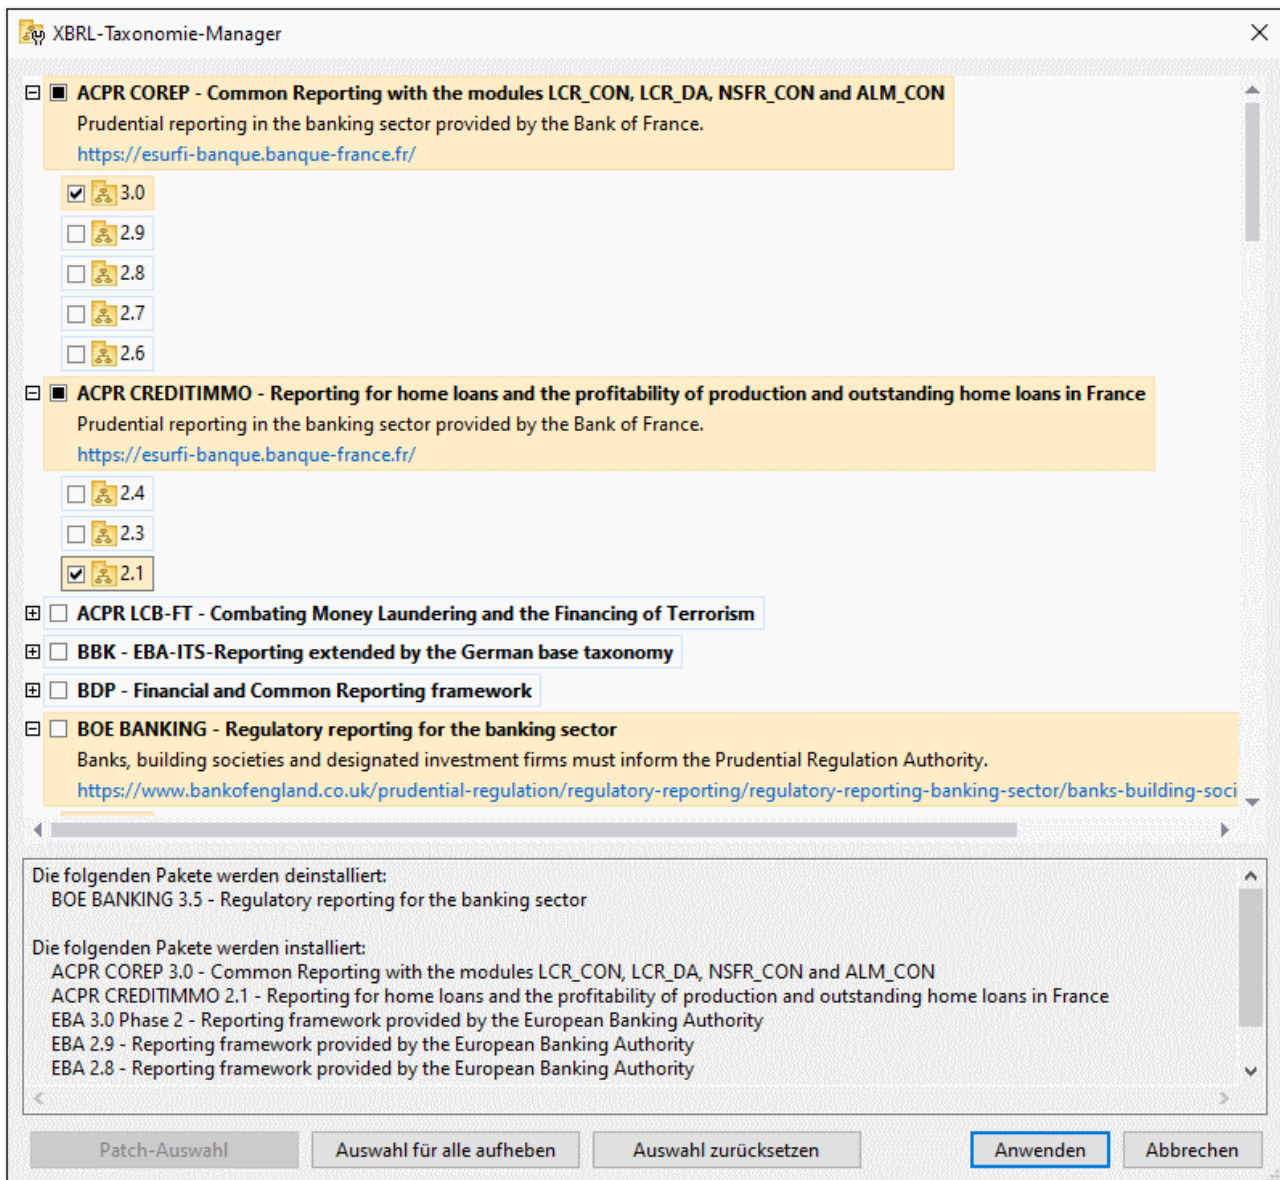 XBRL-Taxonomie-Manager
ACPR COREP - Common Reporting with the modules LCR_CON, LCR_DA, NSFR_CON and ALM_CON
Prudential reporting in the banking sector provided by the Bank of France.
https://esurfi-banque.banque-france.fr/
3.0
2.9
2.8
2.7
2.6
ACPR CREDITIMMO - Reporting for home loans and the profitability of production and outstanding home loans in France
Prudential reporting in the banking sector provided by the Bank of France.
https://esurfi-banque.banque-france.fr/
2.4
2.3
2.1
ACPR LCB-FT - Combating Money Laundering and the Financing of Terrorism
BBK - EBA-ITS-Reporting extended by the German base taxonomy
BDP - Financial and Common Reporting framework
BOE BANKING - Regulatory reporting for the banking sector
Banks, building societies and designated investment firms must inform the Prudential Regulation Authority.
https://www.bankofengland.co.uk/prudential-regulation/regulatory-reporting/regulatory-reporting-banking-sector/banks-building-soci
Die folgenden Pakete werden deinstalliert:
BOE BANKING 3.5 - Regulatory reporting for the banking sector
Die folgenden Pakete werden installiert:
ACPR COREP 3.0 - Common Reporting with the modules LCR_CON, LCR_DA, NSFR_CON and ALM_CON
ACPR CREDITIMMO 2.1 - Reporting for home loans and the profitability of production and outstanding home loans in France
EBA 3.0 Phase 2 - Reporting framework provided by the European Banking Authority
EBA 2.9 - Reporting framework provided by the European Banking Authority
EBA 2.8 - Reporting framework provided by the European Banking Authority
Patch-Auswahl
Auswahl für alle aufheben
Auswahl zurücksetzen
Anwenden
Abbrechen